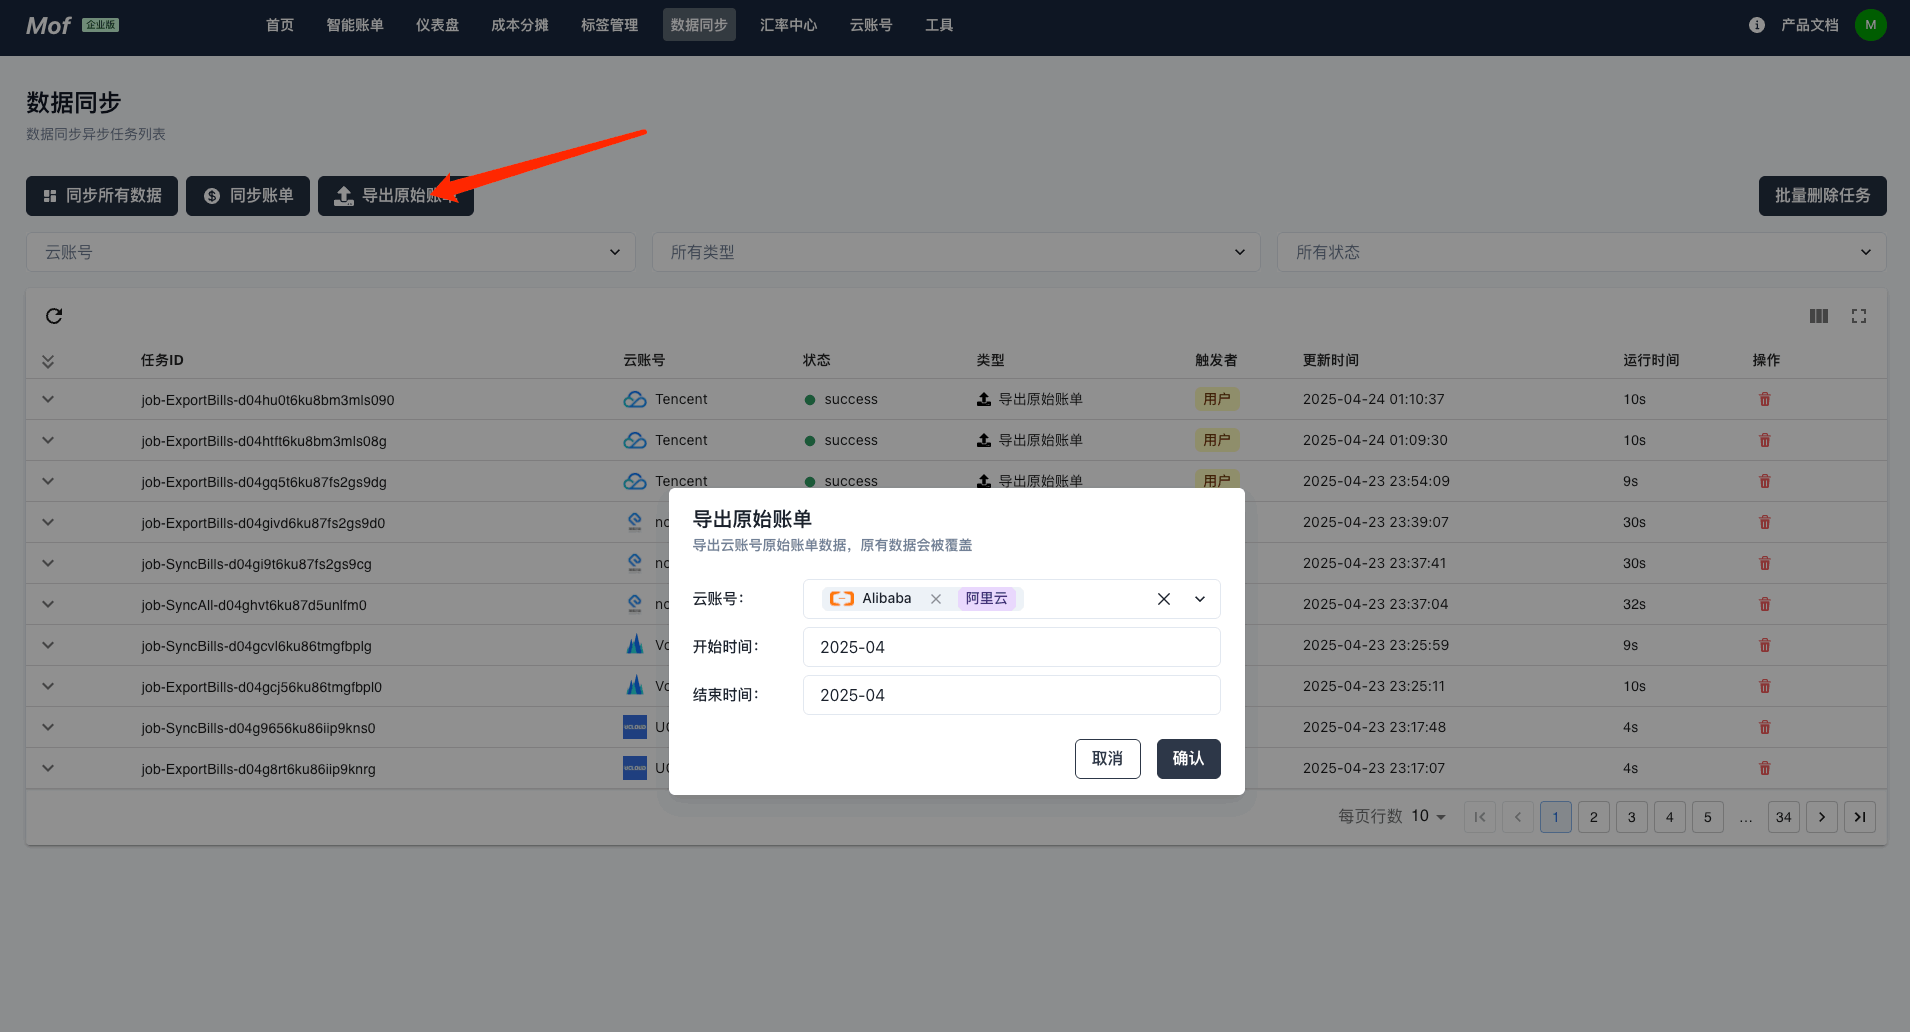 Mof 企业版 首页 智能账单 仪表盘 成本分摊 标签管理 数据同步 汇率中心 云账号 工具 产品文档 M
数据同步
数据同步异步任务列表
同步所有数据 同步账单 导出原始账 批量删除任务
云账号 所有类型 所有状态
任务ID 云账号 状态 类型 触发者 更新时间 运行时间 操作
job-ExportBills-d04hu0t6ku8bm3mls090 Tencent success 导出原始账单 用户 2025-04-24 01:10:37 10s
job-ExportBills-d04htft6ku8bm3mls08g Tencent success 导出原始账单 用户 2025-04-24 01:09:30 10s
job-ExportBills-d04gq5t6ku87fs2gs9dg Tencent success 导出原始账单 用户 2025-04-23 23:54:09 9s
job-ExportBills-d04givd6ku87fs2gs9d0 2025-04-23 23:39:07 30s
job-SyncBills-d04gi9t6ku87fs2gs9cg 2025-04-23 23:37:41 30s
job-SyncAll-d04ghvt6ku87d5unlfm0 2025-04-23 23:37:04 32s
job-SyncBills-d04gcvl6ku86tmgfbplg 2025-04-23 23:25:59 9s
job-ExportBills-d04gcj56ku86tmgfbpl0 2025-04-23 23:25:11 10s
job-SyncBills-d04g9656ku86iip9kns0 2025-04-23 23:17:48 4s
job-ExportBills-d04g8rt6ku86iip9knrg 2025-04-23 23:17:07 4s
导出原始账单
导出云账号原始账单数据，原有数据会被覆盖
云账号： Alibaba 阿里云
开始时间： 2025-04
结束时间： 2025-04
取消 确认
每页行数 10 1 2 3 4 5 ... 34